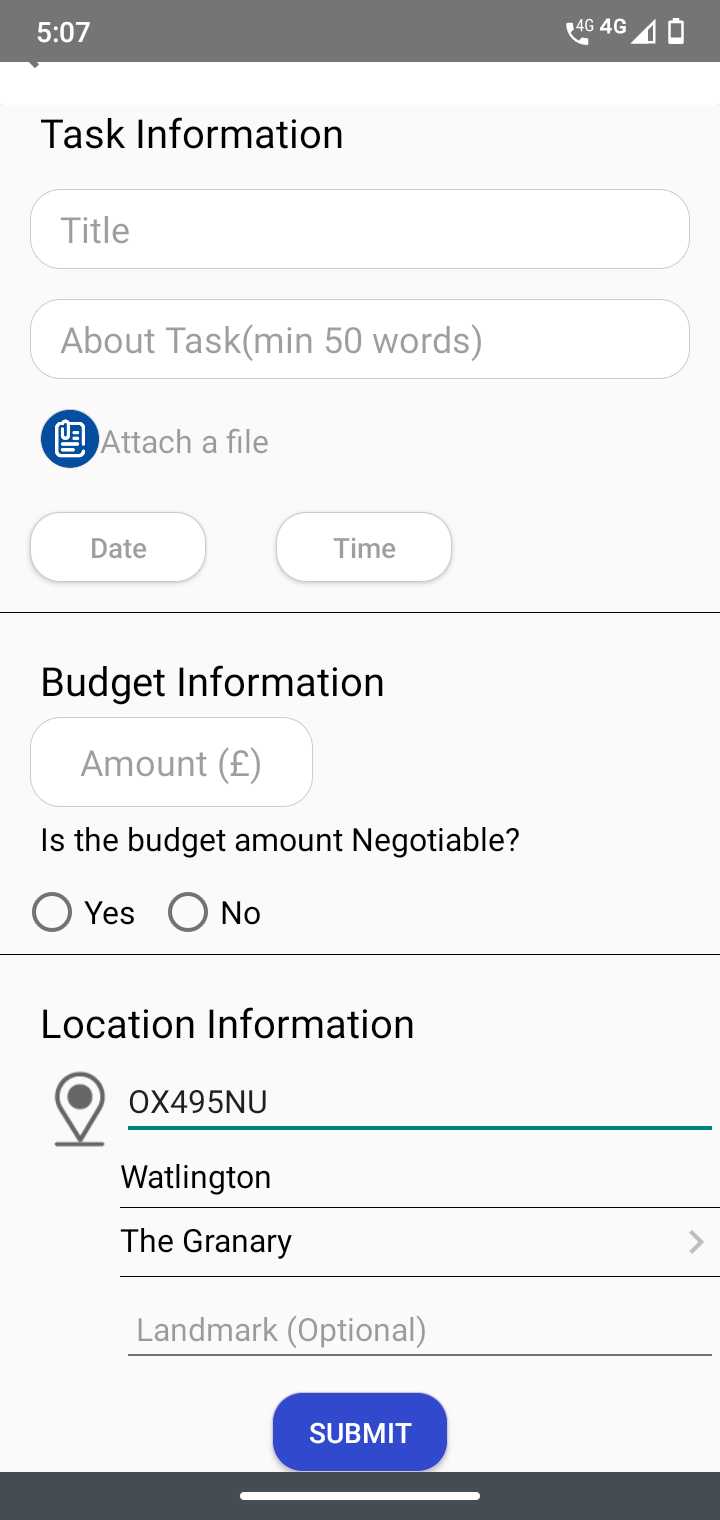 5:07
4G 4G
Task Information
Title
About Task(min 50 words)
Attach a file
Date Time
Budget Information
Amount (£)
Is the budget amount Negotiable?
Yes No
Location Information
OX495NU
Watlington
The Granary
Landmark (Optional)
SUBMIT